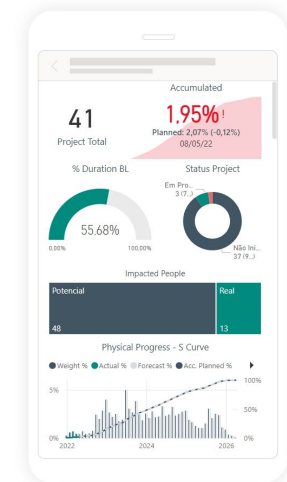 Accumulated
41
Project Total
1,95%!
Planned: 2,07% (-0,12%)
08/05/22
% Duration BL
Status Project
Em Pro...
3 (7...)
55.68%
0.00%
100,00%
Não Ini...
37 (9...)
Impacted People
Potencial
Real
48
13
Physical Progress - S Curve
Weight % Actual % Forecast % Acc. Planned %
5%
100%
50%
0%
0%
2022
2024
2026